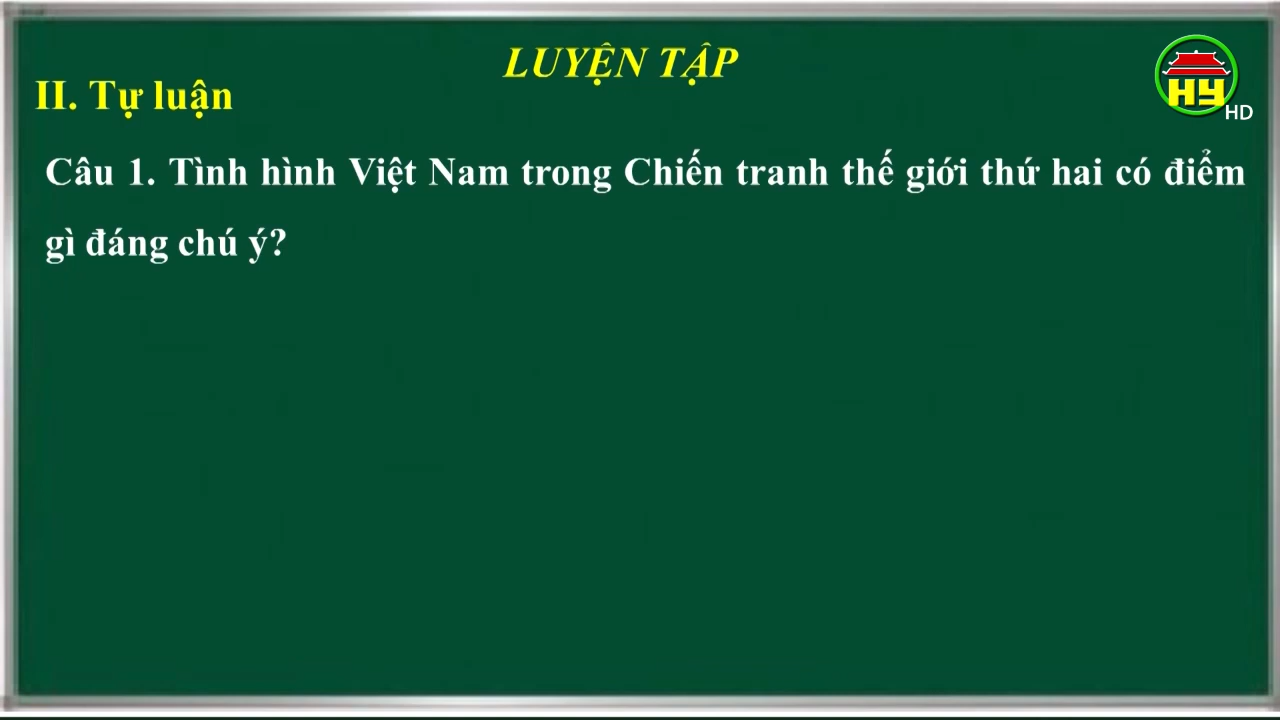 LUYỆN TẬP
HY
HD
II. Tự luận
Câu 1. Tình hình Việt Nam trong Chiến tranh thế giới thứ hai có điểm
gì đáng chú ý?